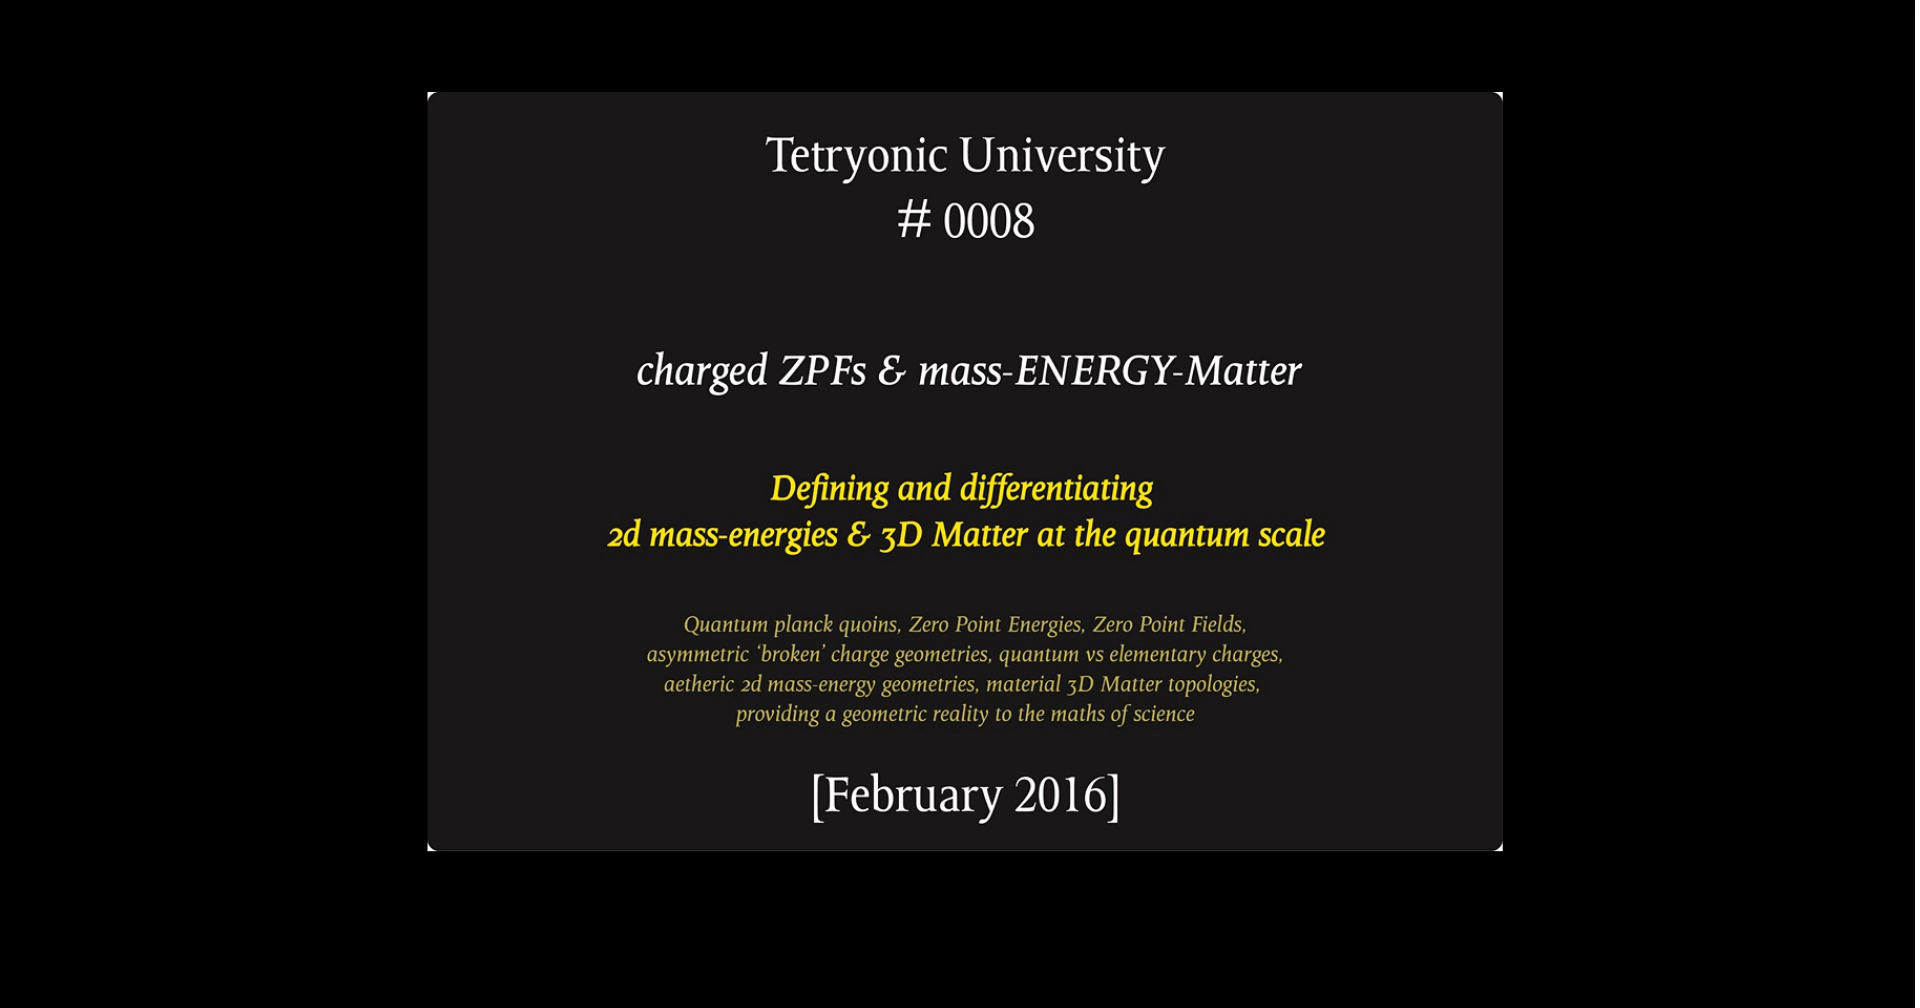 Tetryonic University
# 0008
charged ZPFs & mass-ENERGY-Matter
Defining and differentiating
2d mass-energies & 3D Matter at the quantum scale
Quantum planck quoins, Zero Point Energies, Zero Point Fields,
asymmetric ‘broken’ charge geometries, quantum vs elementary charges,
aetheric 2d mass-energy geometries, material 3D Matter topologies,
providing a geometric reality to the maths of science
[February 2016]